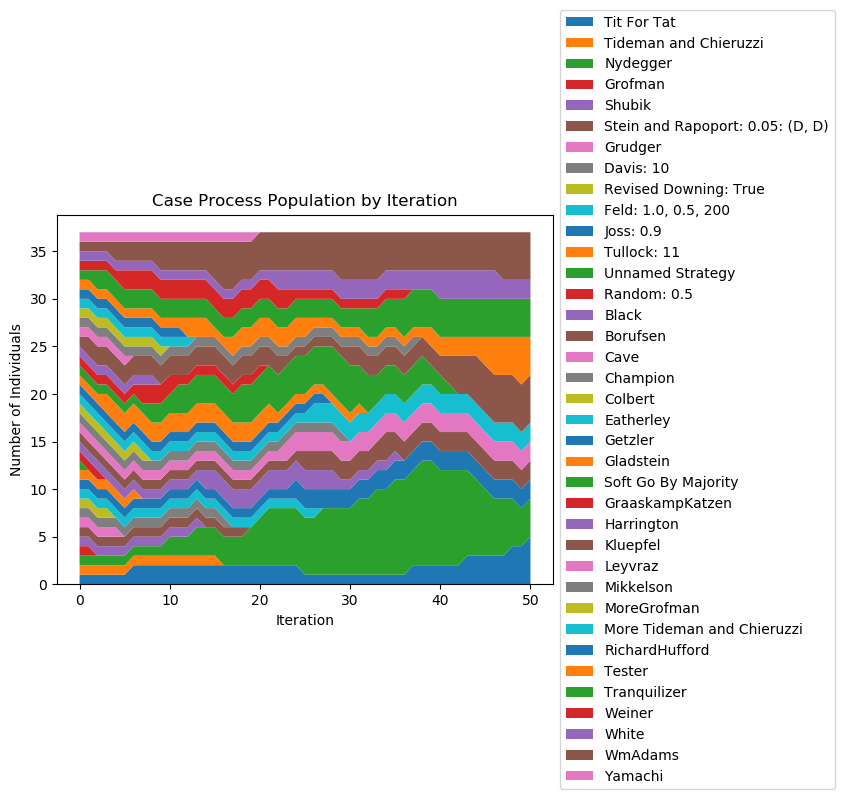 Case Process Population by Iteration
Number of Individuals
35
30
25
20
15
10
5
0
0 10 20 30 40 50
Iteration
Tit For Tat
Tideman and Chieruzzi
Nydegger
Grofman
Shubik
Stein and Rapoport: 0.05: (D, D)
Grudger
Davis: 10
Revised Downing: True
Feld: 1.0, 0.5, 200
Joss: 0.9
Tullock: 11
Unnamed Strategy
Random: 0.5
Black
Borufsen
Cave
Champion
Colbert
Eatherley
Getzler
Gladstein
Soft Go By Majority
GraaskampKatzen
Harrington
Kluepfel
Leyvraz
Mikkelson
MoreGrofman
More Tideman and Chieruzzi
RichardHufford
Tester
Tranquilizer
Weiner
White
WmAdams
Yamachi